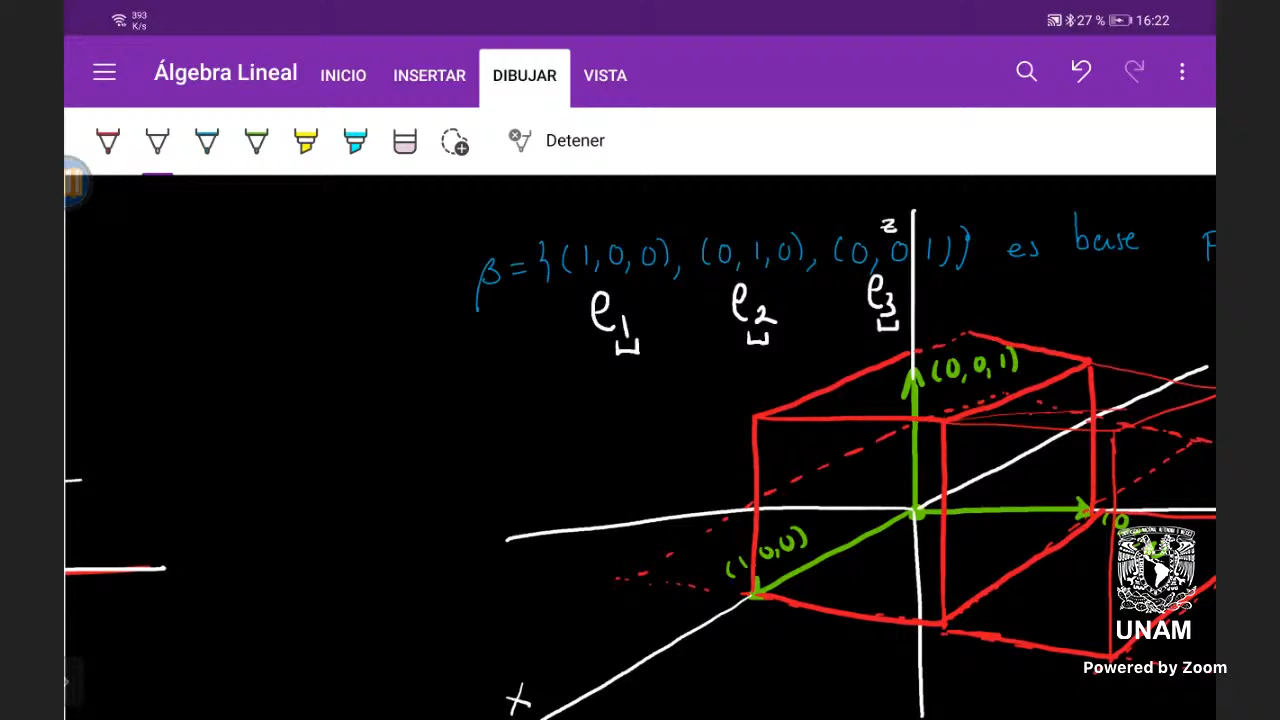 393
K/s
27 % 16:22
Álgebra Lineal INICIO INSERTAR DIBUJAR VISTA
Detener
z
β = {(1,0,0), (0,1,0), (0,0,1)} es base
e1 e2 e3
(0,0,1)
(1,0,0)
(0
x
UNAM
Powered by Zoom